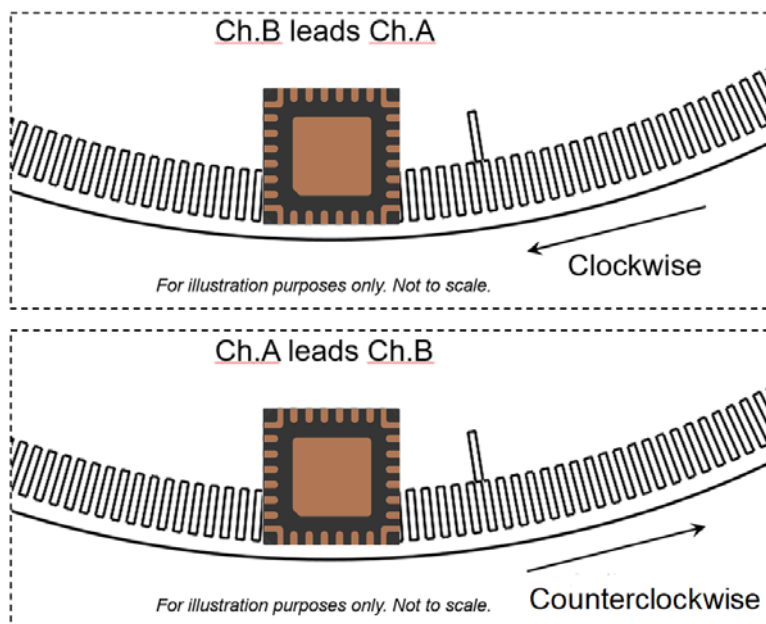 Ch.B leads Ch.A
Clockwise
For illustration purposes only. Not to scale.
Ch.A leads Ch.B
Counterclockwise
For illustration purposes only. Not to scale.